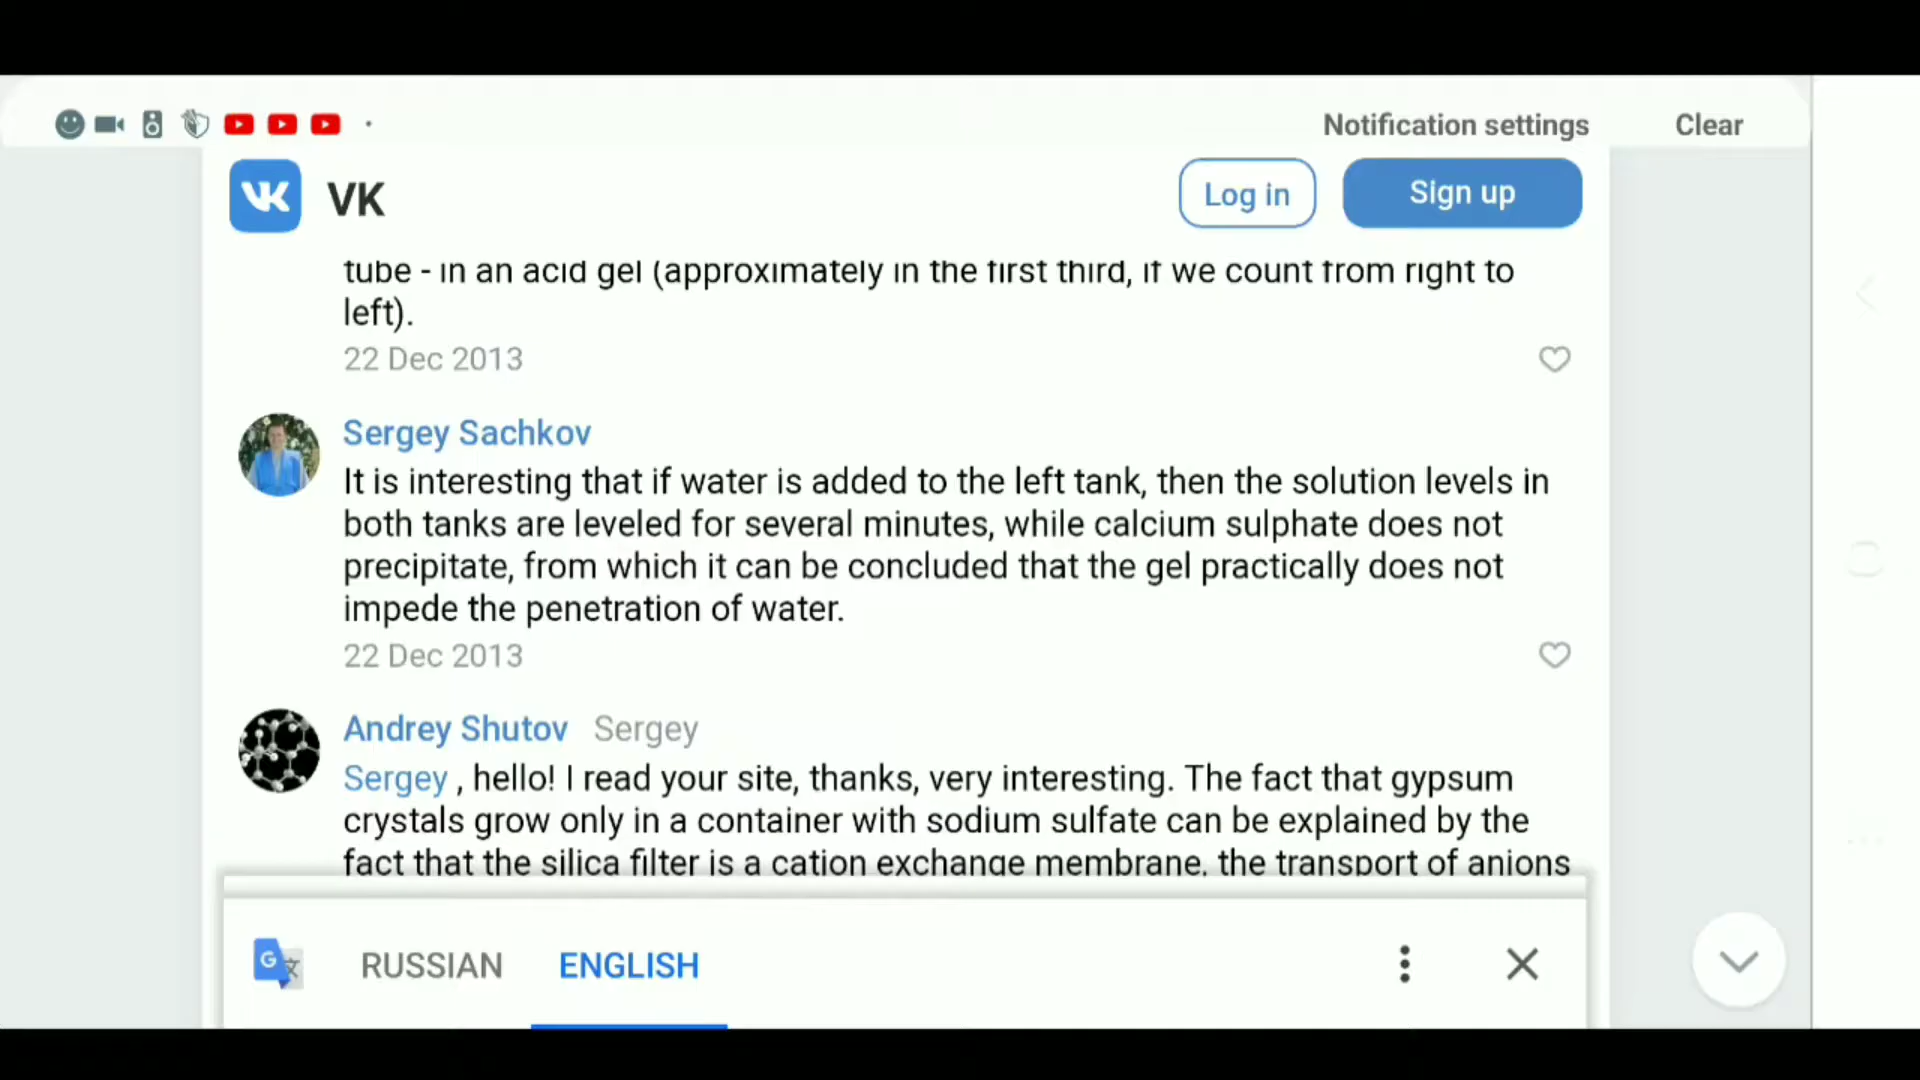 Notification settings Clear
VK Log in Sign up
tube - in an acid gel (approximately in the first third, if we count from right to
left).
22 Dec 2013
Sergey Sachkov
It is interesting that if water is added to the left tank, then the solution levels in
both tanks are leveled for several minutes, while calcium sulphate does not
precipitate, from which it can be concluded that the gel practically does not
impede the penetration of water.
22 Dec 2013
Andrey Shutov Sergey
Sergey , hello! I read your site, thanks, very interesting. The fact that gypsum
crystals grow only in a container with sodium sulfate can be explained by the
fact that the silica filter is a cation exchange membrane, the transport of anions
RUSSIAN ENGLISH